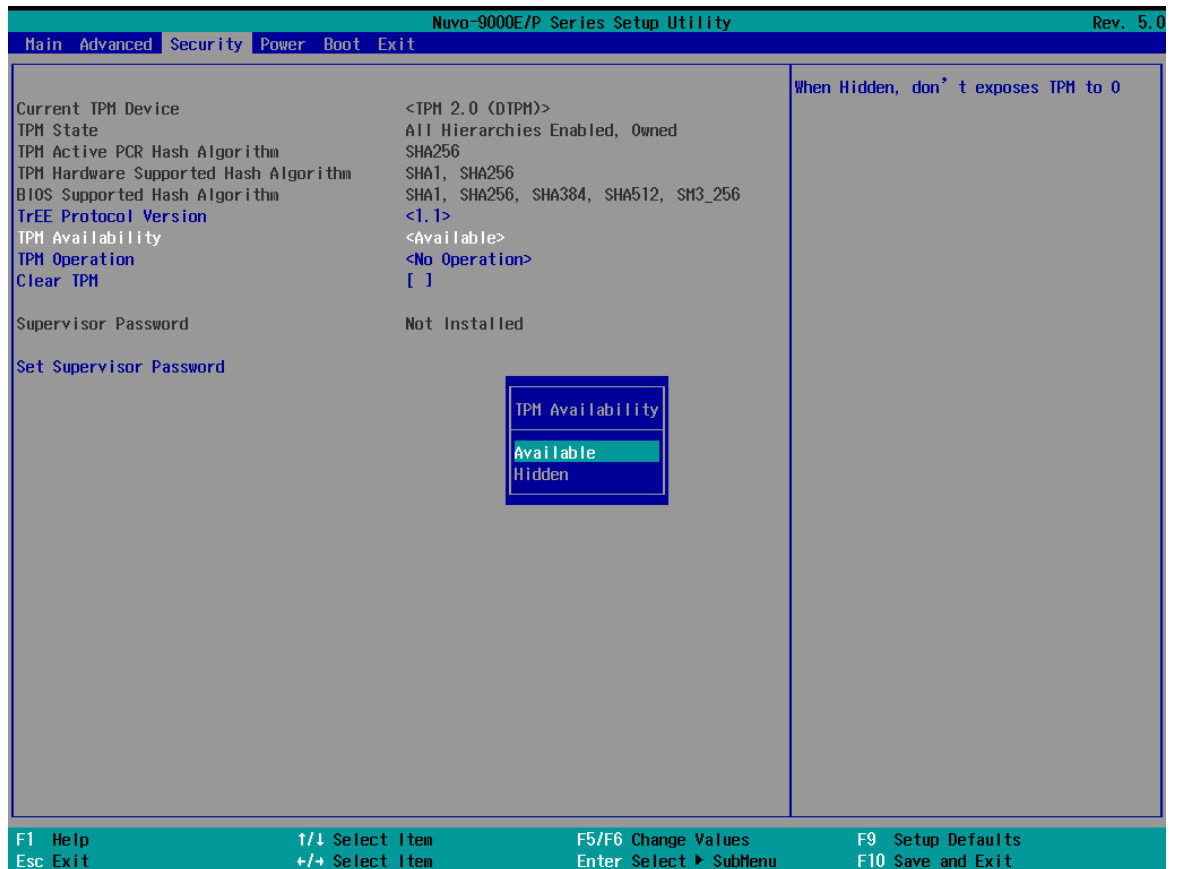 Nuvo-9000E/P Series Setup Utility Rev. 5.0
Main Advanced Security Power Boot Exit
When Hidden, don't exposes TPM to 0
Current TPM Device <TPM 2.0 (DTPM)>
TPM State All Hierarchies Enabled, Owned
TPM Active PCR Hash Algorithm SHA256
TPM Hardware Supported Hash Algorithm SHA1, SHA256
BIOS Supported Hash Algorithm SHA1, SHA256, SHA384, SHA512, SM3_256
TrEE Protocol Version <1.1>
TPM Availability <Available>
TPM Operation <No Operation>
Clear TPM [ ]
Supervisor Password Not Installed
Set Supervisor Password
TPM Availability
Available
Hidden
F1 Help ↑/↓ Select Item F5/F6 Change Values F9 Setup Defaults
Esc Exit ←/→ Select Item Enter Select ▶ SubMenu F10 Save and Exit